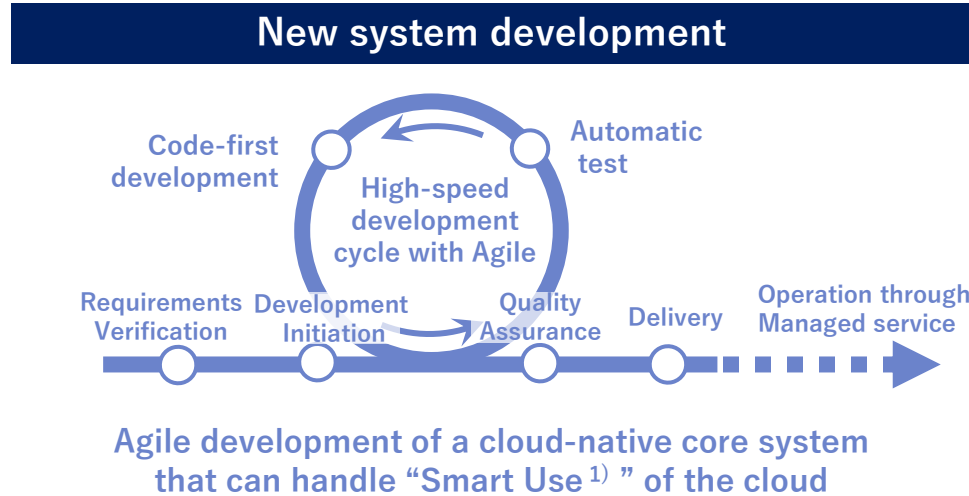 New system development
Code-first
development
Automatic
test
High-speed
development
cycle with Agile
Requirements
Verification
Development
Initiation
Quality
Assurance
Delivery
Operation through
Managed service
Agile development of a cloud-native core system
that can handle “Smart Use 1) ” of the cloud